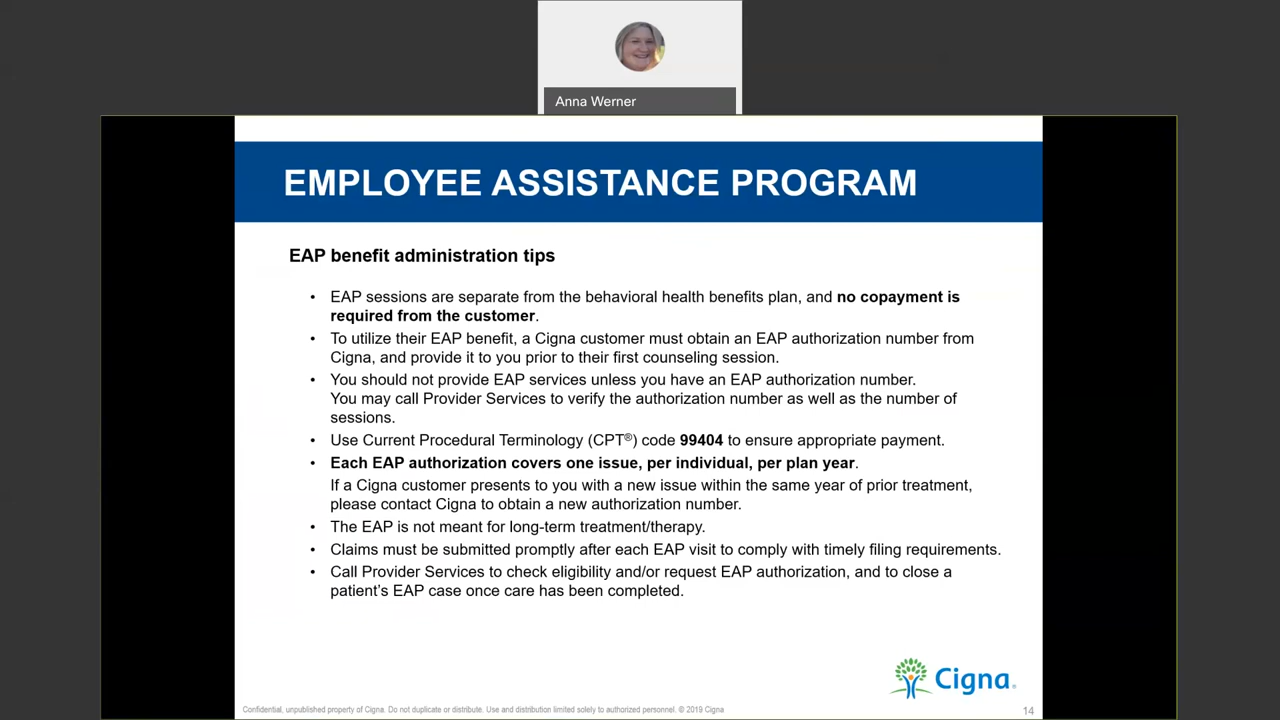 Anna Werner
EMPLOYEE ASSISTANCE PROGRAM
EAP benefit administration tips
• EAP sessions are separate from the behavioral health benefits plan, and no copayment is
required from the customer.
• To utilize their EAP benefit, a Cigna customer must obtain an EAP authorization number from
Cigna, and provide it to you prior to their first counseling session.
• You should not provide EAP services unless you have an EAP authorization number.
You may call Provider Services to verify the authorization number as well as the number of
sessions.
• Use Current Procedural Terminology (CPT®) code 99404 to ensure appropriate payment.
• Each EAP authorization covers one issue, per individual, per plan year.
If a Cigna customer presents to you with a new issue within the same year of prior treatment,
please contact Cigna to obtain a new authorization number.
• The EAP is not meant for long-term treatment/therapy.
• Claims must be submitted promptly after each EAP visit to comply with timely filing requirements.
• Call Provider Services to check eligibility and/or request EAP authorization, and to close a
patient’s EAP case once care has been completed.
Cigna®
Confidential, unpublished property of Cigna. Do not duplicate or distribute. Use and distribution limited solely to authorized personnel. © 2019 Cigna
14